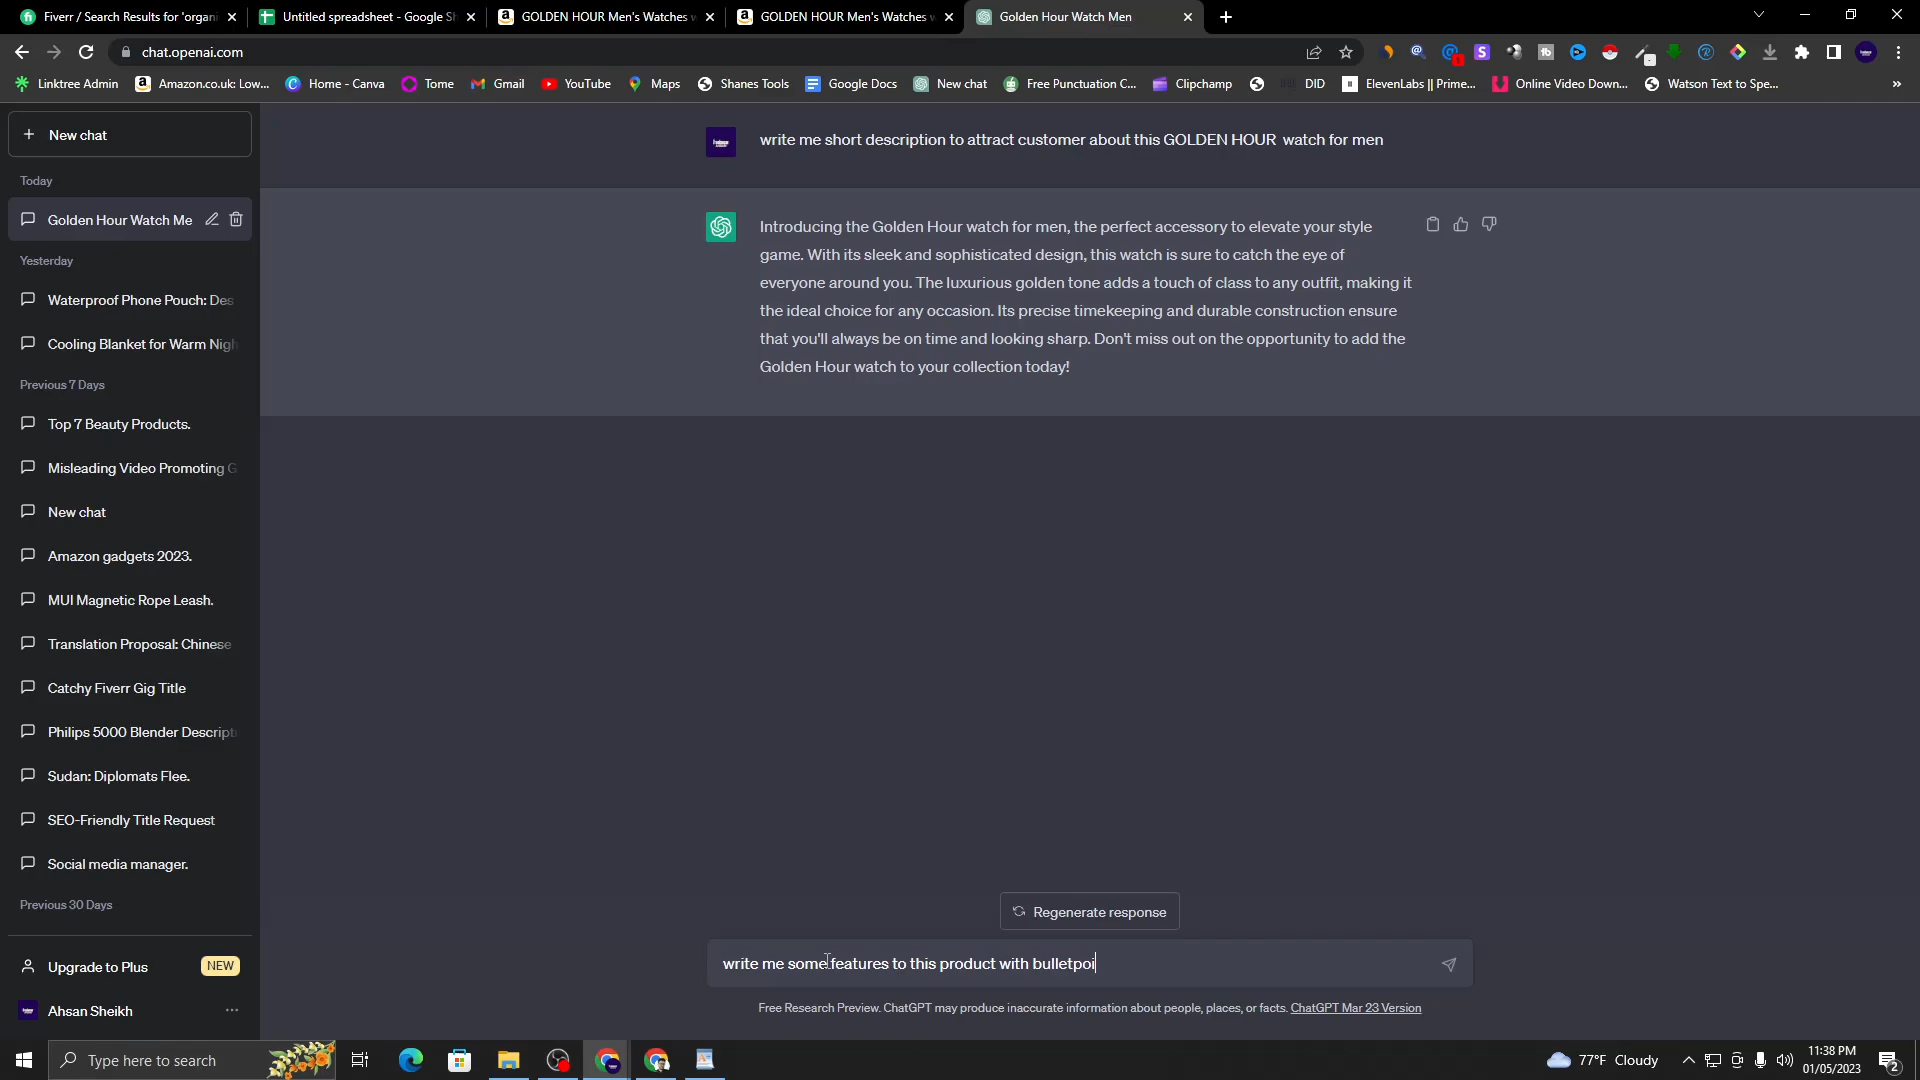 Fiverr / Search Results for 'organi
Untitled spreadsheet - Google Sh
GOLDEN HOUR Men's Watches w
GOLDEN HOUR Men's Watches w
Golden Hour Watch Men
chat.openai.com
Linktree Admin
Amazon.co.uk: Low...
Home - Canva
Tome
Gmail
YouTube
Maps
Shanes Tools
Google Docs
New chat
Free Punctuation C...
Clipchamp
DID
ElevenLabs || Prime...
Online Video Down...
Watson Text to Spe...
New chat
Today
Golden Hour Watch Me
Yesterday
Waterproof Phone Pouch: Des
Cooling Blanket for Warm Nigh
Previous 7 Days
Top 7 Beauty Products.
Misleading Video Promoting G
New chat
Amazon gadgets 2023.
MUI Magnetic Rope Leash.
Translation Proposal: Chinese
Catchy Fiverr Gig Title
Philips 5000 Blender Descript
Sudan: Diplomats Flee.
SEO-Friendly Title Request
Social media manager.
Previous 30 Days
Upgrade to Plus
NEW
Ahsan Sheikh
write me short description to attract customer about this GOLDEN HOUR watch for men
Introducing the Golden Hour watch for men, the perfect accessory to elevate your style
game. With its sleek and sophisticated design, this watch is sure to catch the eye of
everyone around you. The luxurious golden tone adds a touch of class to any outfit, making it
the ideal choice for any occasion. Its precise timekeeping and durable construction ensure
that you'll always be on time and looking sharp. Don't miss out on the opportunity to add the
Golden Hour watch to your collection today!
Regenerate response
write me some features to this product with bulletpoi
Free Research Preview. ChatGPT may produce inaccurate information about people, places, or facts. ChatGPT Mar 23 Version
Type here to search
77°F Cloudy
11:38 PM
01/05/2023
2